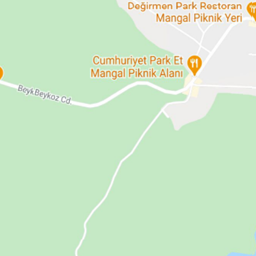 Değirmen Park Restoran
Mangal Piknik Yeri
Cumhuriyet Park Et
Mangal Piknik Alanı
BeykBeykoz Cd